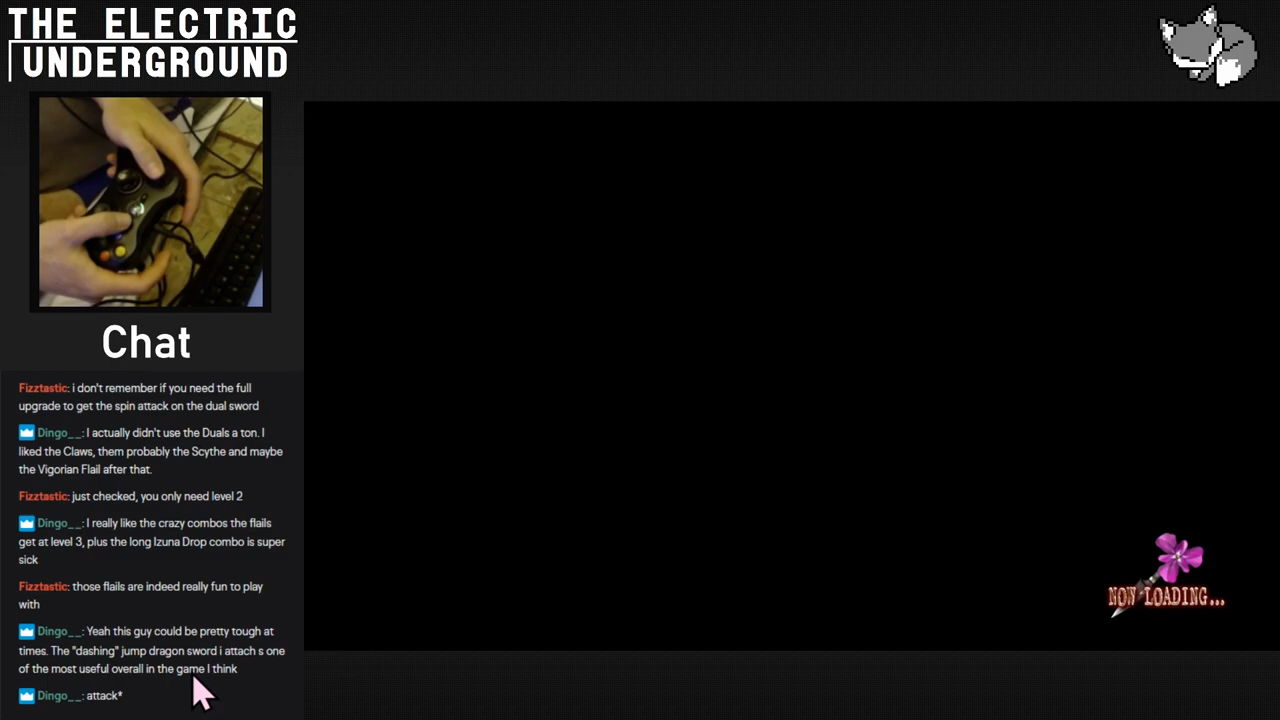 THE ELECTRIC
UNDERGROUND
Chat
Fizztastic: i don't remember if you need the full
upgrade to get the spin attack on the dual sword
Dingo__: I actually didn't use the Duals a ton. I
liked the Claws, them probably the Scythe and maybe
the Vigorian Flail after that.
Fizztastic: just checked, you only need level 2
Dingo__: I really like the crazy combos the flails
get at level 3, plus the long Izuna Drop combo is super
sick
Fizztastic: those flails are indeed really fun to play
with
Dingo__: Yeah this guy could be pretty tough at
times. The "dashing" jump dragon sword i attach s one
of the most useful overall in the game I think
Dingo__: attack*
NOW LOADING...